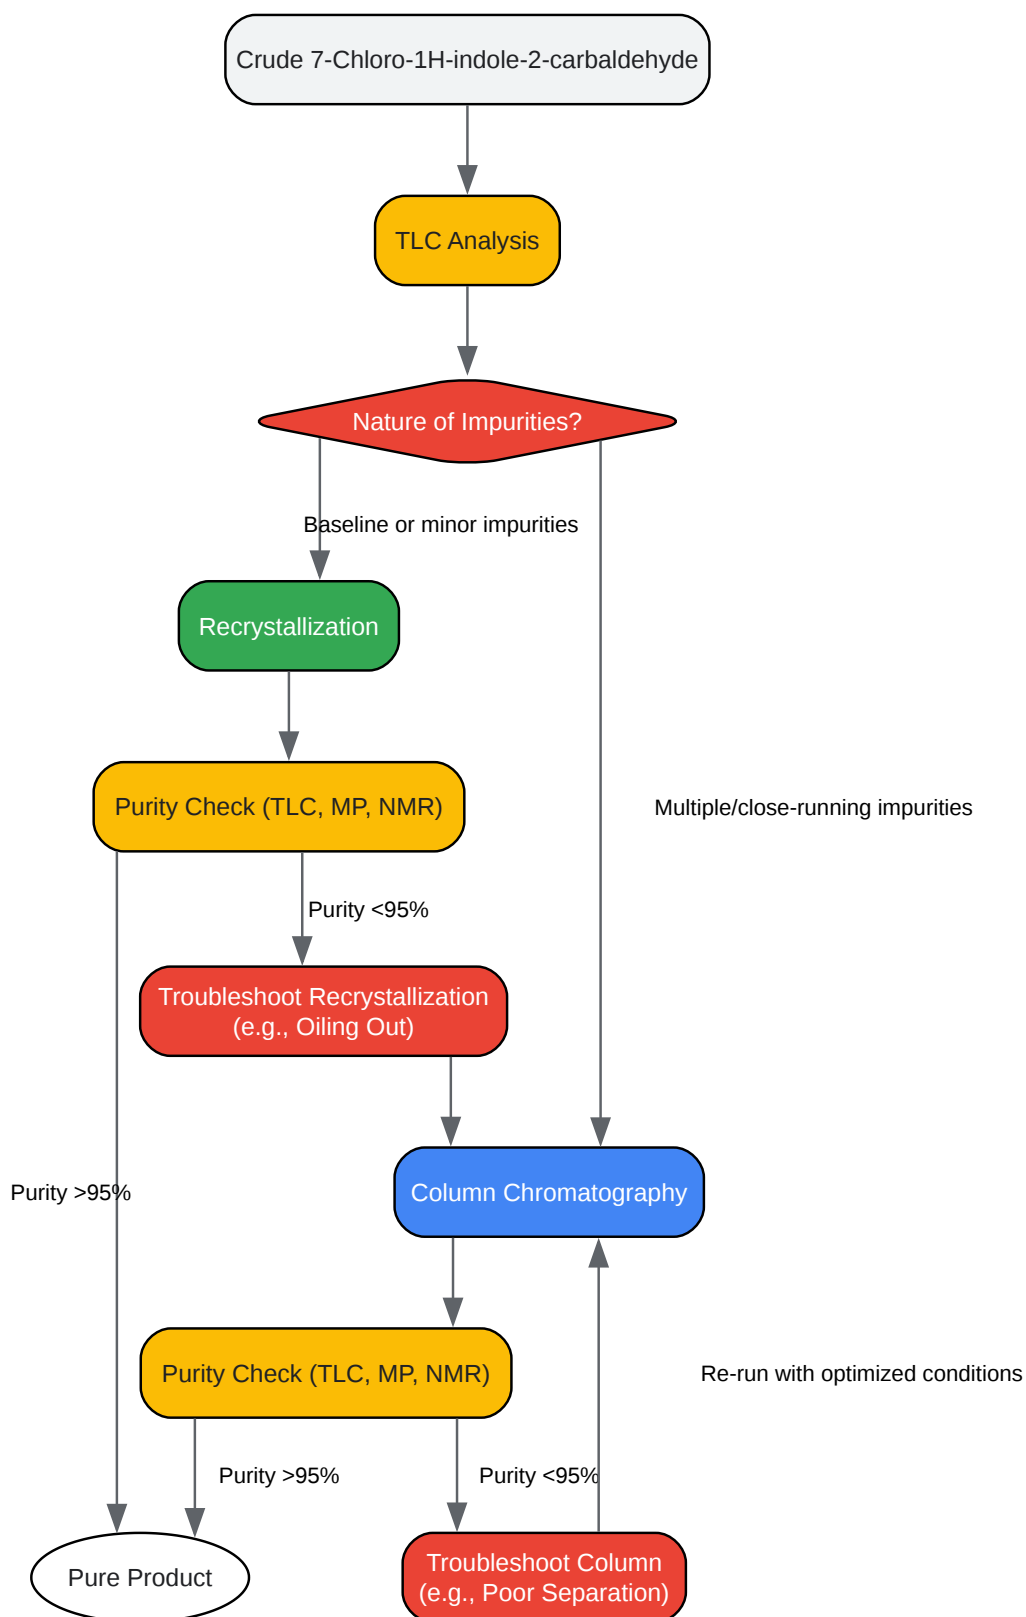 Crude 7-Chloro-1H-indole-2-carbaldehyde
TLC Analysis
Nature of Impurities?
Baseline or minor impurities
Recrystallization
Purity Check (TLC, MP, NMR)
Multiple/close-running impurities
Purity <95%
Troubleshoot Recrystallization
(e.g., Oiling Out)
Purity >95%
Column Chromatography
Purity Check (TLC, MP, NMR)
Re-run with optimized conditions
Purity >95%
Purity <95%
Pure Product
Troubleshoot Column
(e.g., Poor Separation)